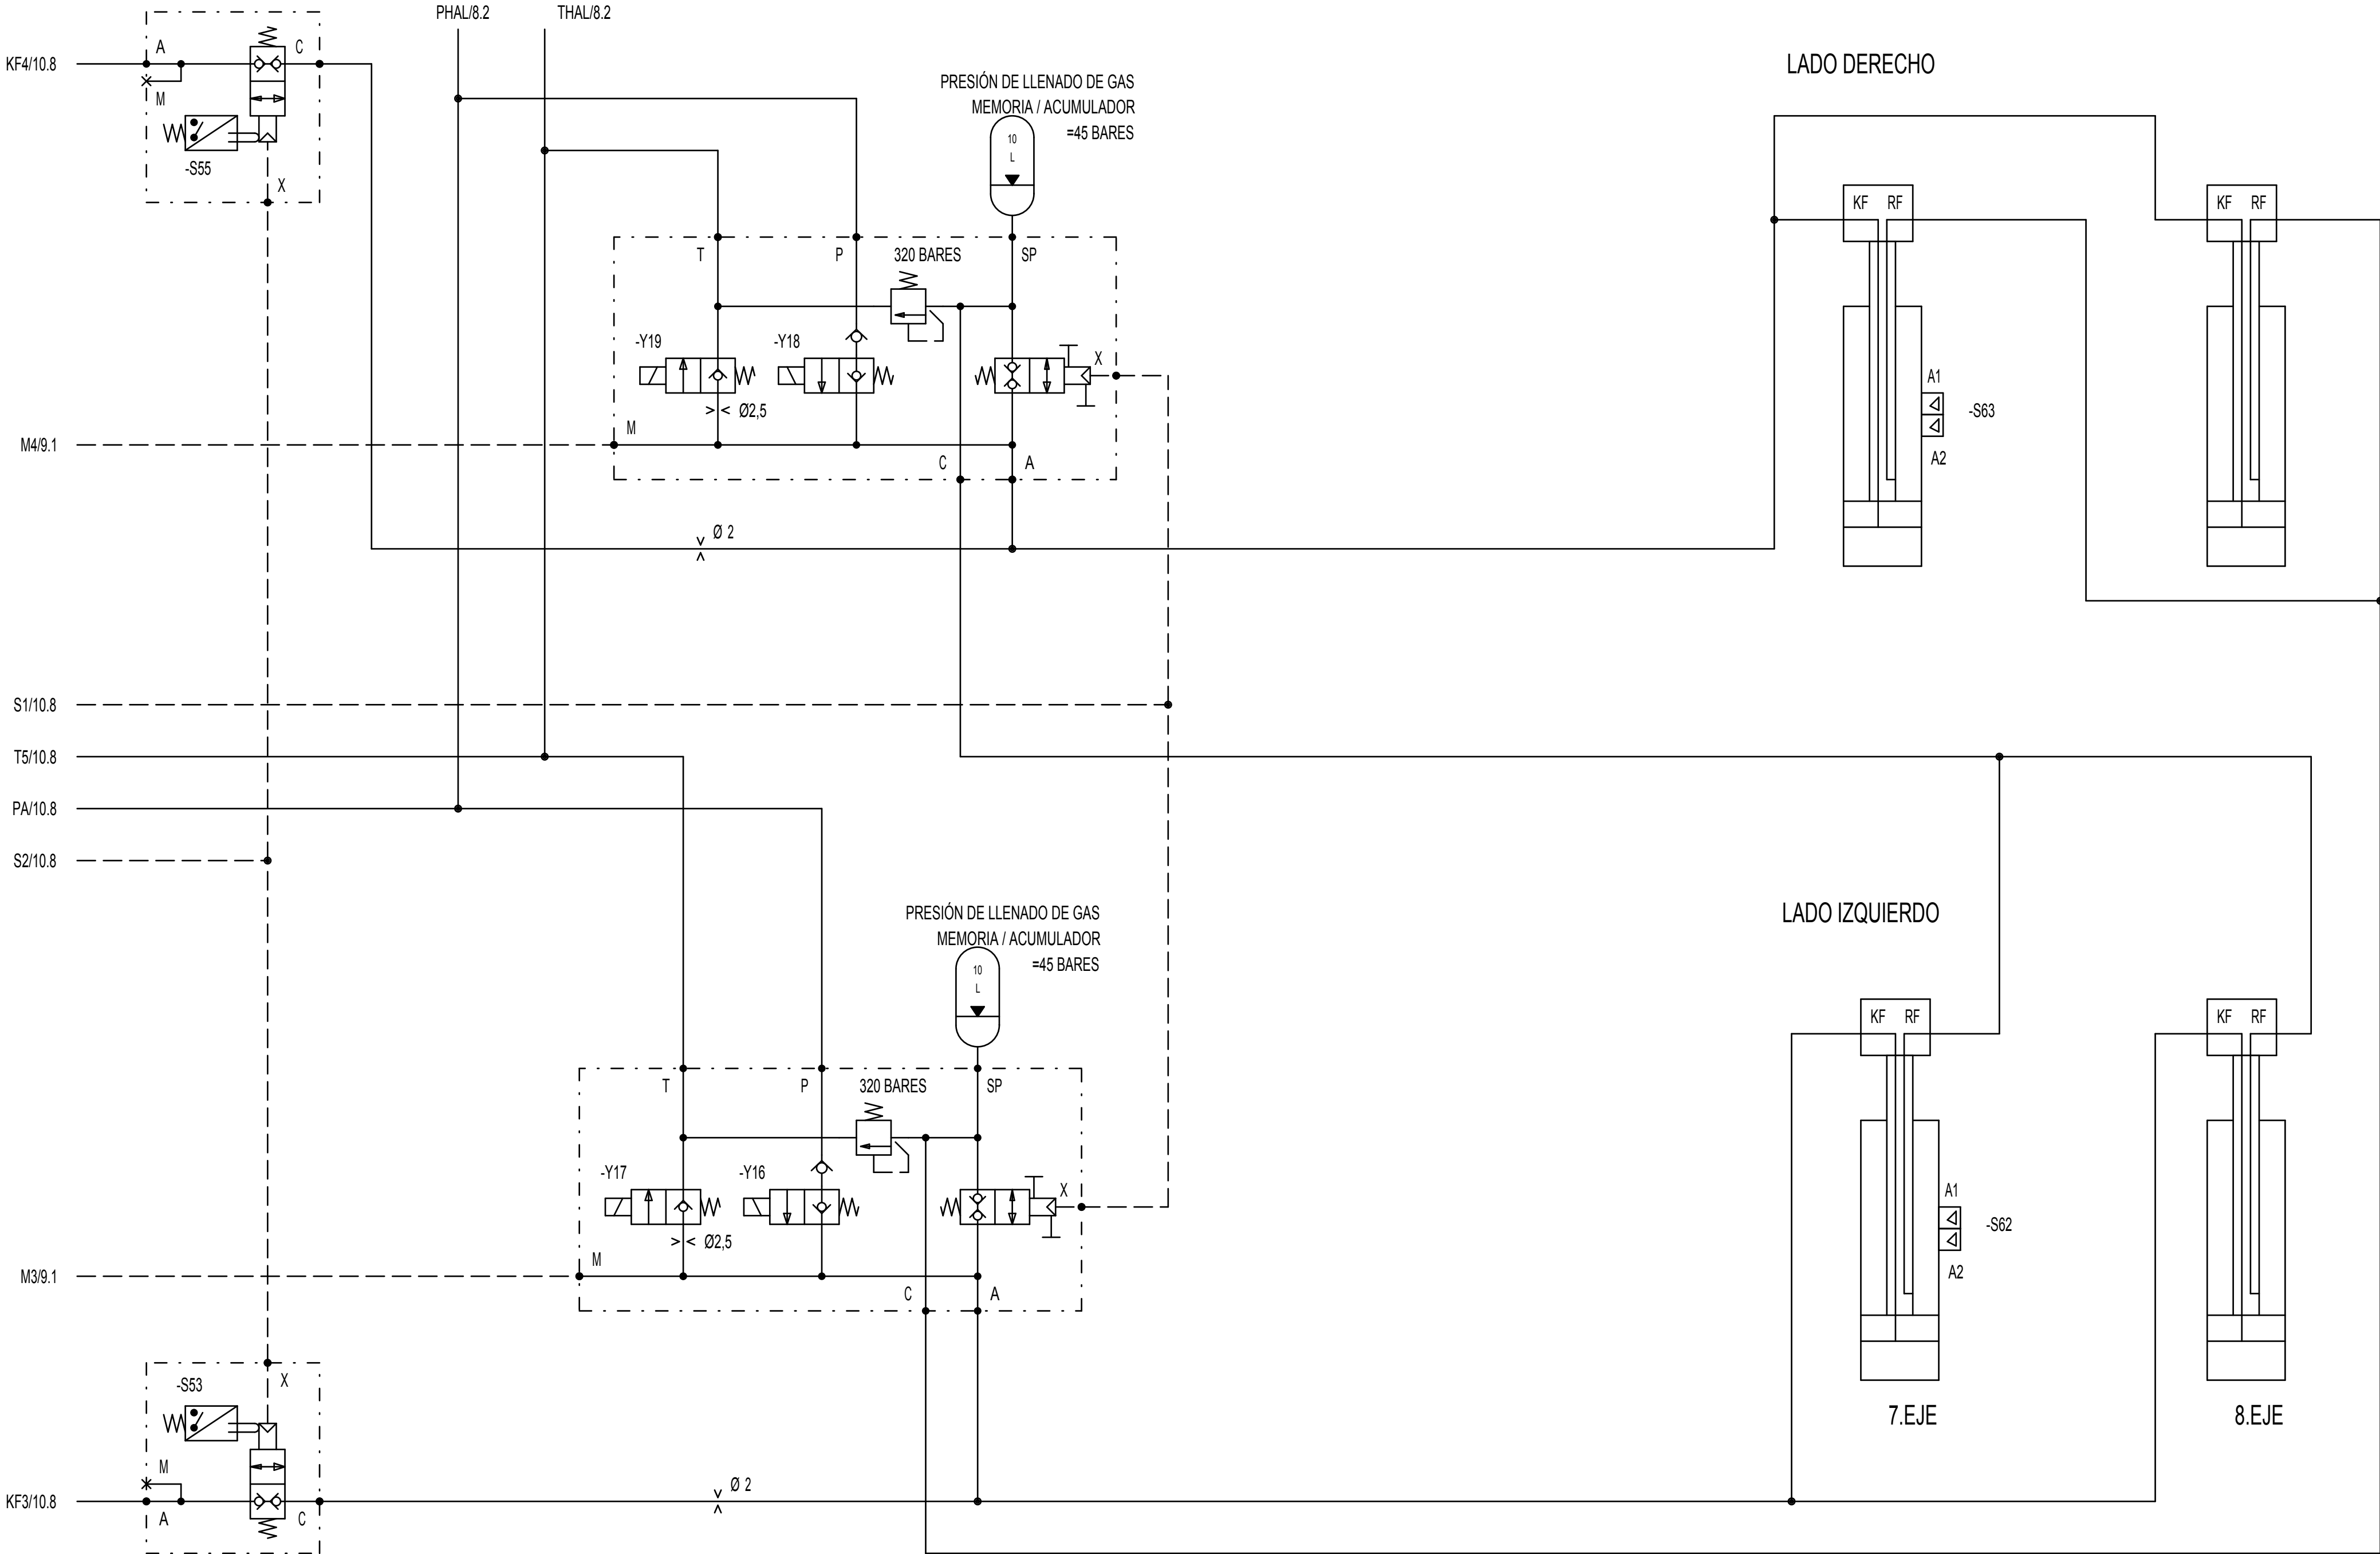 PHAL/8.2
THAL/8.2
A
C
KF4/10.8
M
-S55
X
PRESIÓN DE LLENADO DE GAS
MEMORIA / ACUMULADOR
=45 BARES
10
L
LADO DERECHO
KF RF
KF RF
T
P
320 BARES
SP
-Y19
-Y18
X
Ø2,5
M
M4/9.1
C
A
A1
-S63
A2
Ø 2
S1/10.8
T5/10.8
PA/10.8
S2/10.8
PRESIÓN DE LLENADO DE GAS
MEMORIA / ACUMULADOR
=45 BARES
10
L
LADO IZQUIERDO
KF RF
KF RF
T
P
320 BARES
SP
-Y17
-Y16
X
Ø2,5
M
M3/9.1
C
A
A1
-S62
A2
7.EJE
8.EJE
X
-S53
M
KF3/10.8
A
C
Ø 2